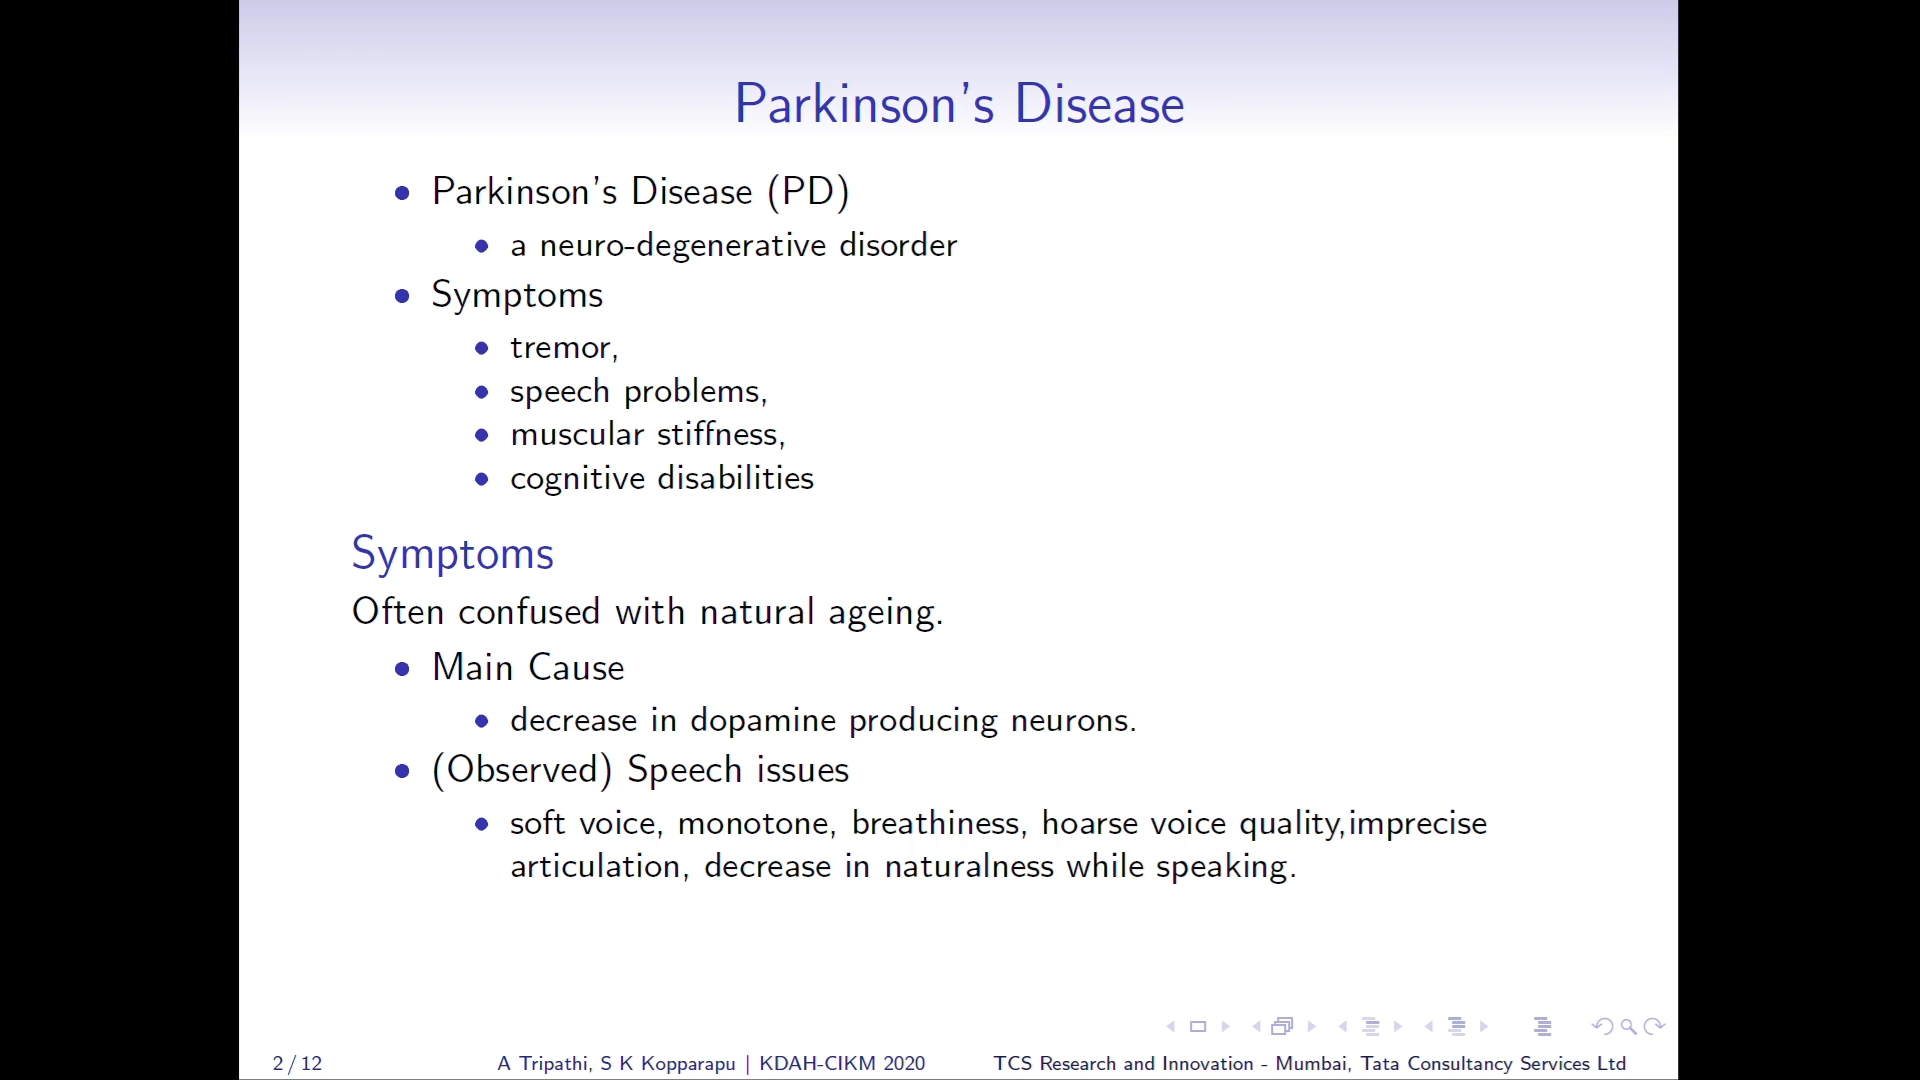 Parkinson's Disease
Parkinson's Disease (PD)
a neuro-degenerative disorder
Symptoms
tremor,
speech problems,
muscular stiffness,
cognitive disabilities
Symptoms
Often confused with natural ageing.
Main Cause
decrease in dopamine producing neurons.
(Observed) Speech issues
soft voice, monotone, breathiness, hoarse voice quality,imprecise
articulation, decrease in naturalness while speaking.
2 / 12 A Tripathi, S K Kopparapu | KDAH-CIKM 2020 TCS Research and Innovation - Mumbai, Tata Consultancy Services Ltd